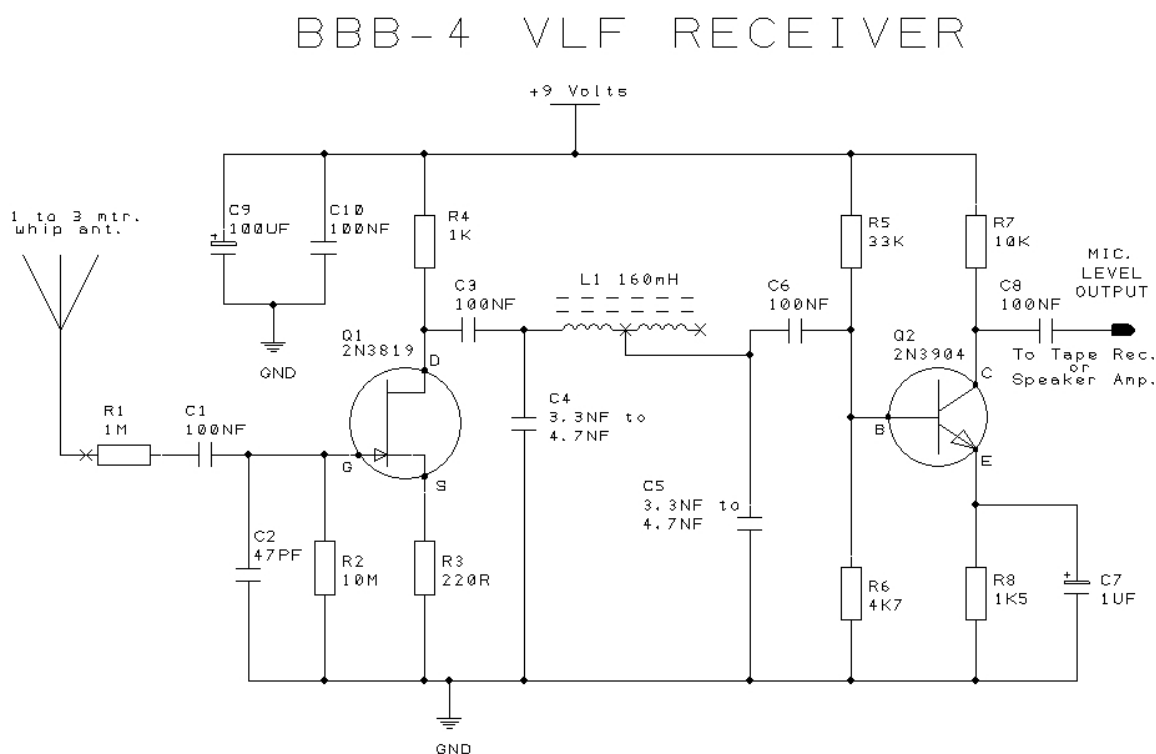 BBB-4 VLF RECEIVER
+9 Volts
1 to 3 mtr.
whip ant.
C9
100UF
+
C10
100NF
GND
R4
1K
C3
100NF
L1 160mH
C6
100NF
R5
33K
R7
10K
MIC.
LEVEL
OUTPUT
C8
100NF
To Tape Rec.
or
Speaker Amp.
Q1
2N3819
D
G
S
Q2
2N3904
C
B
E
R1
1M
C1
100NF
C4
3.3NF to
4.7NF
C5
3.3NF to
4.7NF
C2
47PF
R2
10M
R3
220R
R6
4K7
R8
1K5
+
C7
1UF
GND